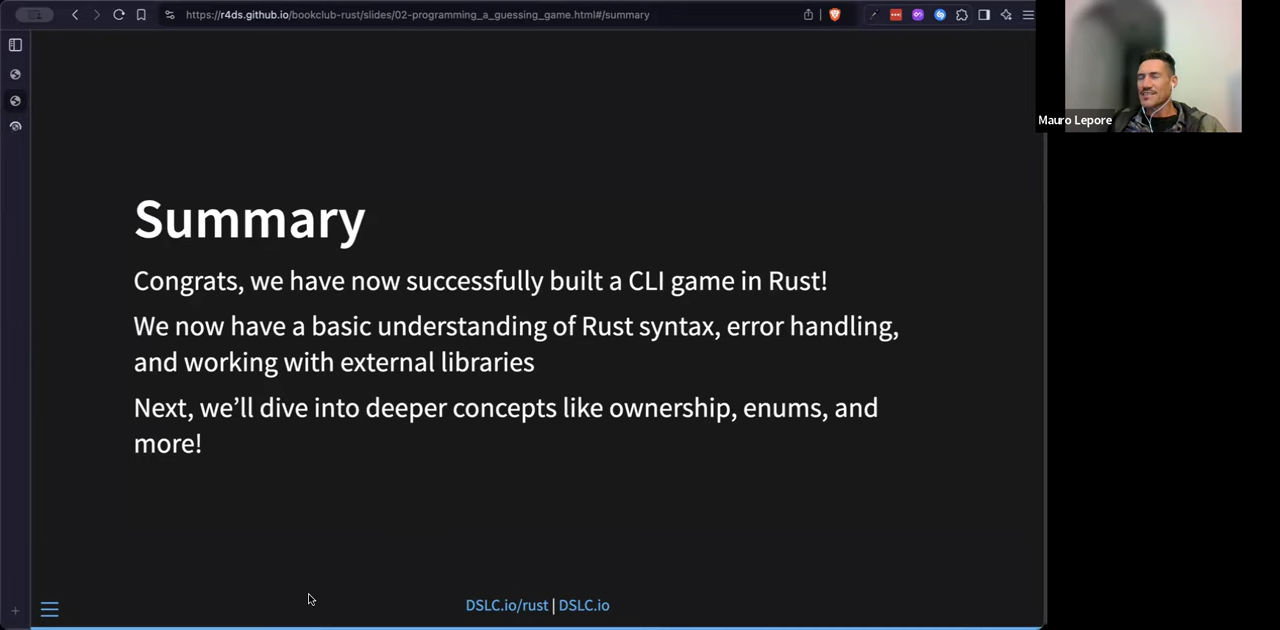 https://r4ds.github.io/bookclub-rust/slides/02-programming_a_guessing_game.html#/summary
Mauro Lepore
Summary
Congrats, we have now successfully built a CLI game in Rust!
We now have a basic understanding of Rust syntax, error handling,
and working with external libraries
Next, we’ll dive into deeper concepts like ownership, enums, and
more!
DSLC.io/rust | DSLC.io